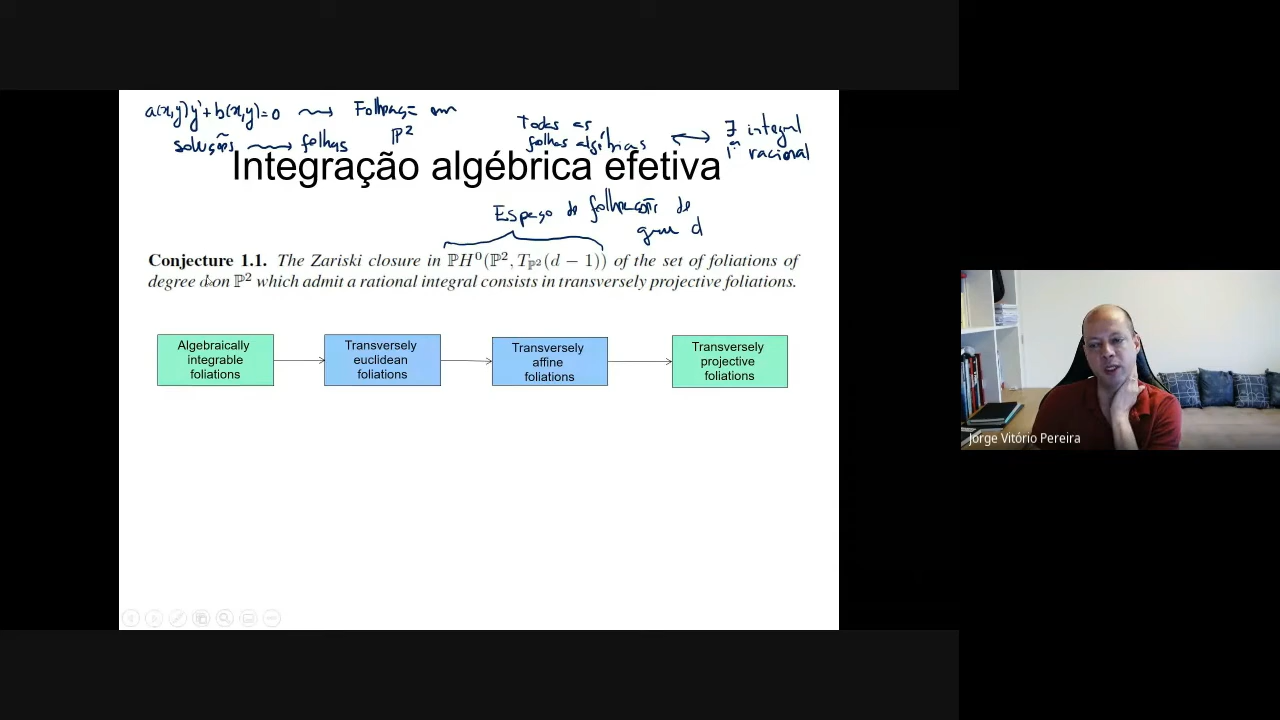 a(x,y)y'+b(x,y)=0 ⇝ Folheação em
ℙ²
soluções ⇝ folhas
Todas as
folhas algébricas ⟷ ∃ integral
1ª racional
Integração algébrica efetiva
Espaço de folheações de
grau d
Conjecture 1.1. The Zariski closure in ℙH⁰(ℙ², T_ℙ²(d − 1)) of the set of foliations of
degree d on ℙ² which admit a rational integral consists in transversely projective foliations.
Algebraically
integrable
foliations
Transversely
euclidean
foliations
Transversely
affine
foliations
Transversely
projective
foliations
Jorge Vitório Pereira